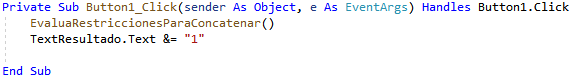 Private Sub Button1_Click(sender As Object, e As EventArgs) Handles Button1.Click
EvaluaRestriccionesParaConcatenar()
TextResultado.Text &= "1"
End Sub